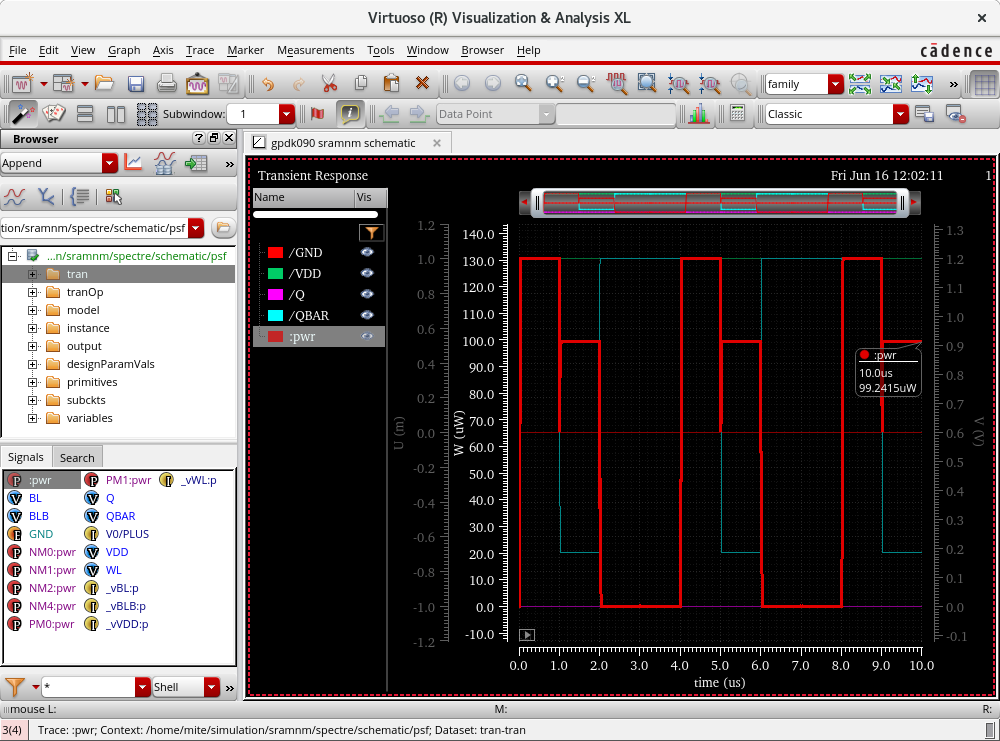 Virtuoso (R) Visualization & Analysis XL
File Edit View Graph Axis Trace Marker Measurements Tools Window Browser Help
cādence
family
»
Subwindow: 1
Data Point
Classic
Browser
gpdk090 sramnm schematic
Append
»
tion/sramnm/spectre/schematic/psf
...n/sramnm/spectre/schematic/psf
tran
tranOp
model
instance
output
designParamVals
primitives
subckts
variables
Signals Search
:pwr PM1:pwr _vWL:p
BL Q
BLB QBAR
GND V0/PLUS
NM0:pwr VDD
NM1:pwr WL
NM2:pwr _vBL:p
NM4:pwr _vBLB:p
PM0:pwr _vVDD:p
* Shell »
Transient Response Fri Jun 16 12:02:11 1
Name Vis
/GND
/VDD
/Q
/QBAR
:pwr
1.2
1.0
0.8
0.6
0.4
0.2
0.0
-0.2
-0.4
-0.6
-0.8
-1.0
-1.2
U (m)
140.0
130.0
120.0
110.0
100.0
90.0
80.0
70.0
60.0
50.0
40.0
30.0
20.0
10.0
0.0
-10.0
W (uW)
:pwr
10.0us
99.2415uW
1.3
1.2
1.1
1.0
0.9
0.8
0.7
0.6
0.5
0.4
0.3
0.2
0.1
0.0
-0.1
V (V)
0.0 1.0 2.0 3.0 4.0 5.0 6.0 7.0 8.0 9.0 10.0
time (us)
mouse L: M: R:
3(4) Trace: :pwr; Context: /home/mite/simulation/sramnm/spectre/schematic/psf; Dataset: tran-tran